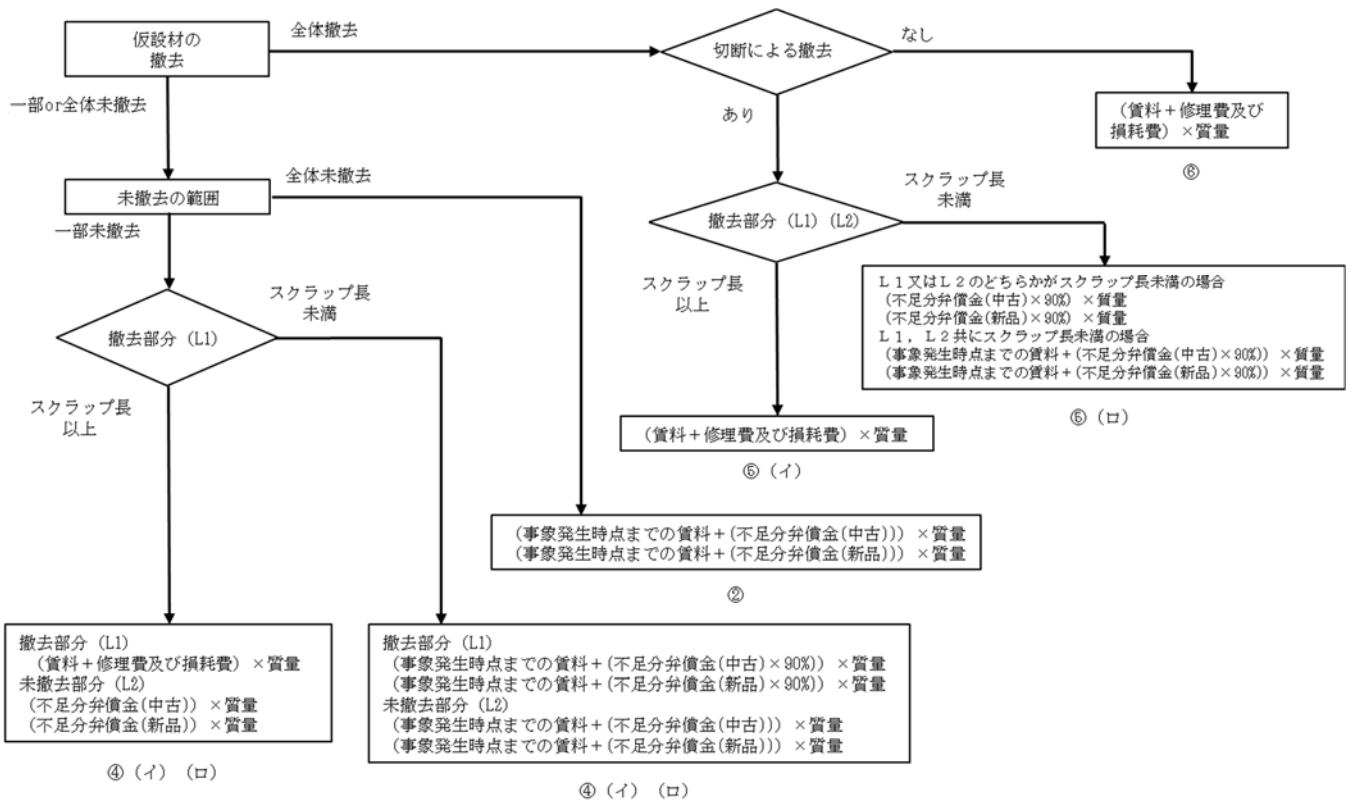 仮設材の
撤去
全体撤去
切断による撤去
なし
(賃料+修理費及び
損耗費)×質量
⑥
一部or全体未撤去
あり
未撤去の範囲
全体未撤去
一部未撤去
撤去部分(L1)(L2)
スクラップ長
未満
L1又はL2のどちらかがスクラップ長未満の場合
(不足分弁償金(中古)×90%)×質量
(不足分弁償金(新品)×90%)×質量
L1,L2共にスクラップ長未満の場合
(事象発生時点までの賃料+(不足分弁償金(中古)×90%))×質量
(事象発生時点までの賃料+(不足分弁償金(新品)×90%))×質量
⑤(ロ)
スクラップ長
以上
(賃料+修理費及び損耗費)×質量
⑤(イ)
撤去部分(L1)
スクラップ長
未満
スクラップ長
以上
(事象発生時点までの賃料+(不足分弁償金(中古)))×質量
(事象発生時点までの賃料+(不足分弁償金(新品)))×質量
②
撤去部分(L1)
(賃料+修理費及び損耗費)×質量
未撤去部分(L2)
(不足分弁償金(中古))×質量
(不足分弁償金(新品))×質量
④(イ)(ロ)
撤去部分(L1)
(事象発生時点までの賃料+(不足分弁償金(中古)×90%))×質量
(事象発生時点までの賃料+(不足分弁償金(新品)×90%))×質量
未撤去部分(L2)
(事象発生時点までの賃料+(不足分弁償金(中古)))×質量
(事象発生時点までの賃料+(不足分弁償金(新品)))×質量
④(イ)(ロ)